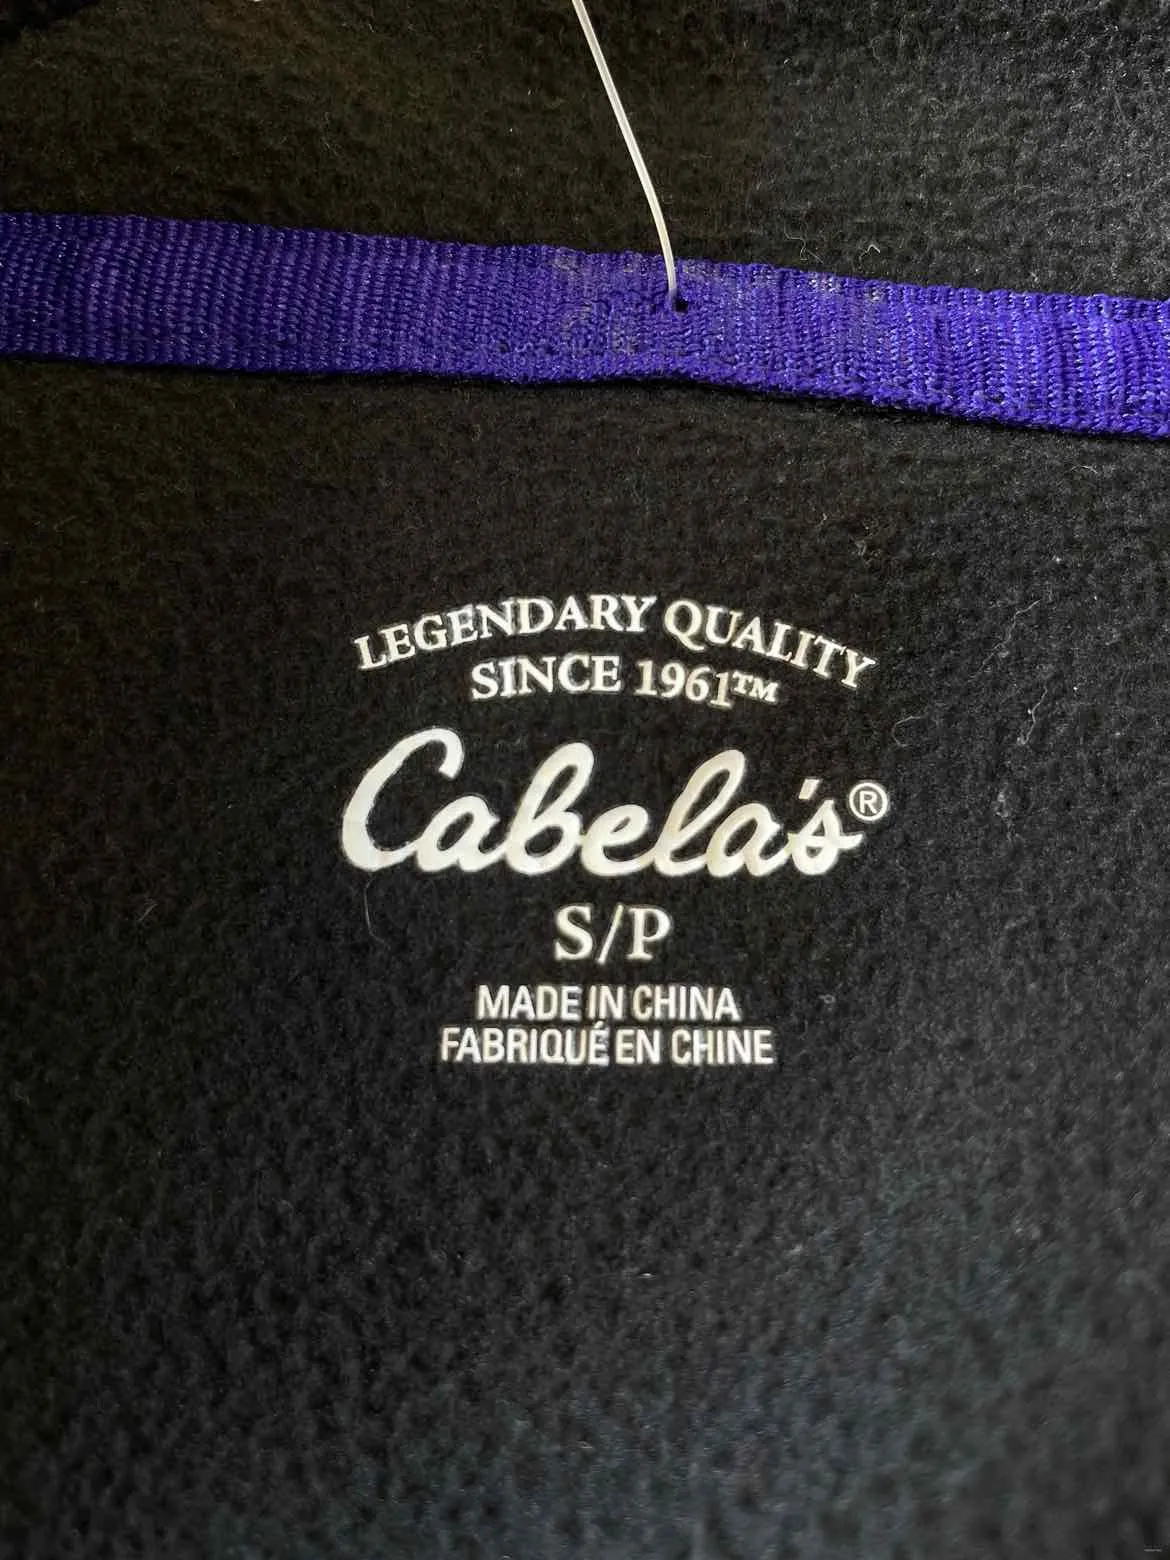 LEGENDARY QUALITY
SINCE 1961™
Cabela's®
S/P
MADE IN CHINA
FABRIQUÉ EN CHINE